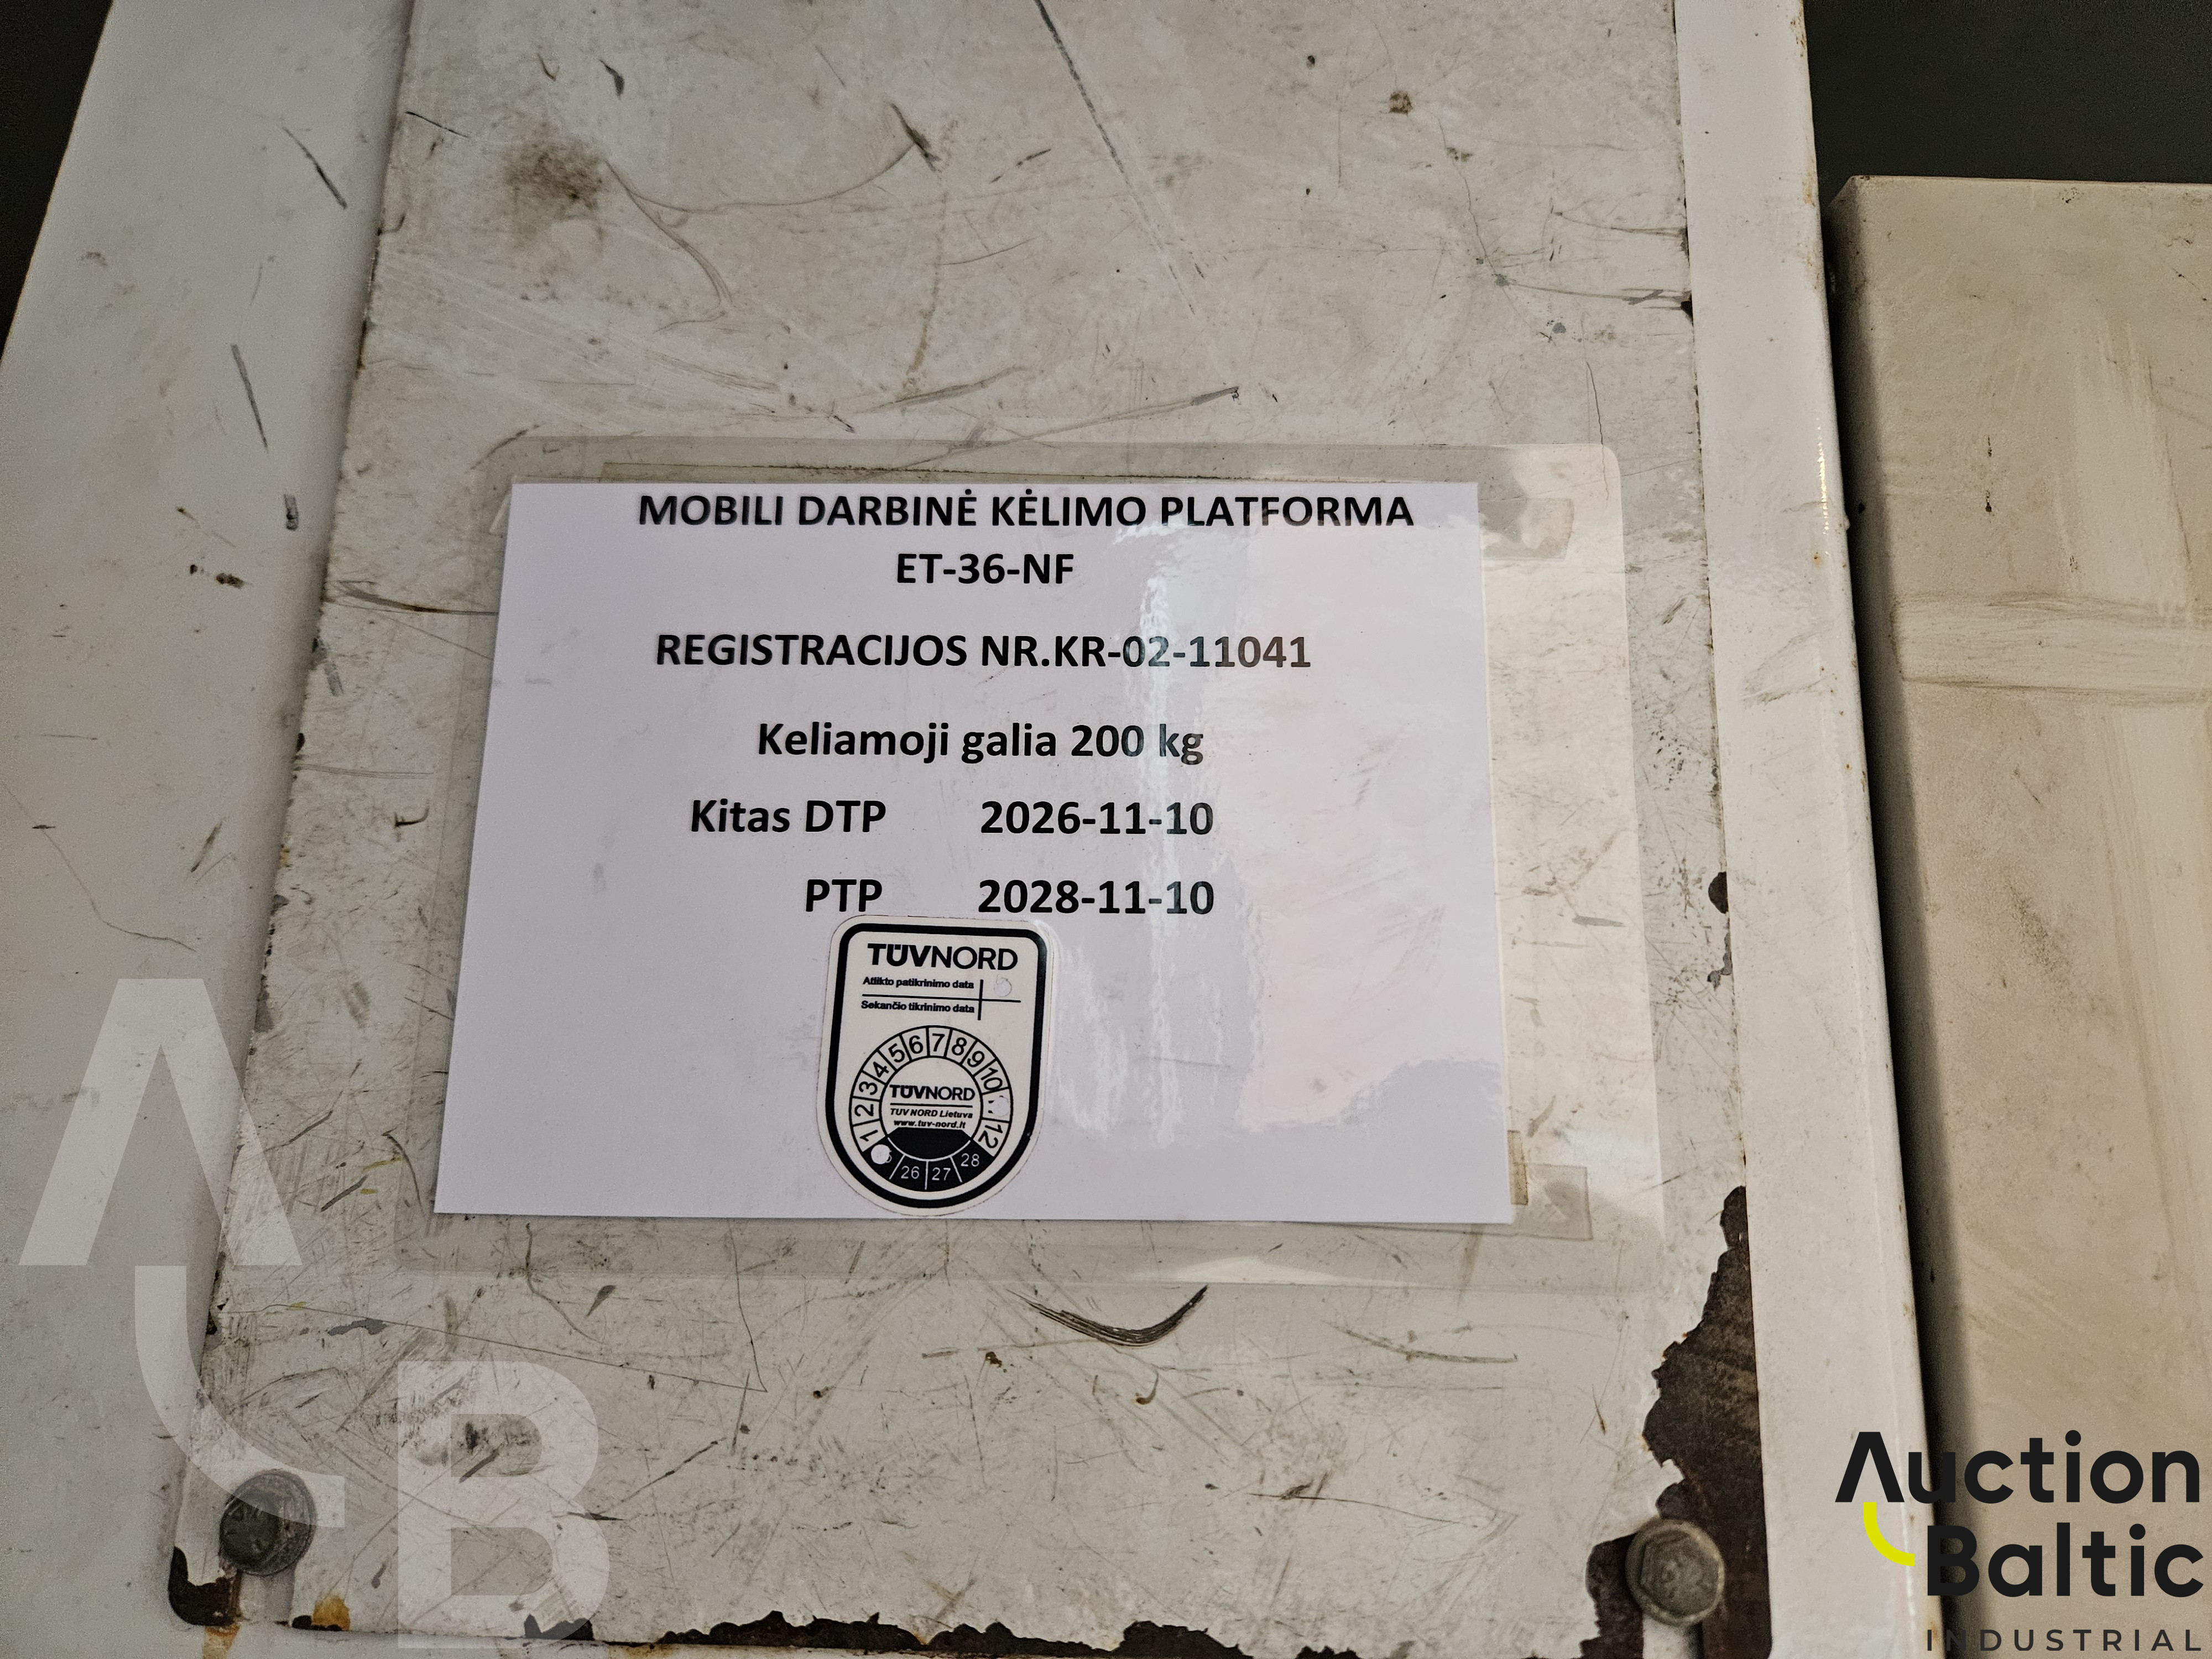 MOBILI DARBINĖ KĖLIMO PLATFORMA
ET-36-NF
REGISTRACIJOS NR.KR-02-11041
Keliamoji galia 200 kg
Kitas DTP 2026-11-10
PTP 2028-11-10
TÜVNORD
Atlikto patikrinimo data
Sekančio tikrinimo data
1 2 3 4 5 6 7 8 9 10 12
TÜVNORD
TUV NORD Lietuva
www.tuv-nord.lt
26 27 28
AB
Auction
Baltic
INDUSTRIAL